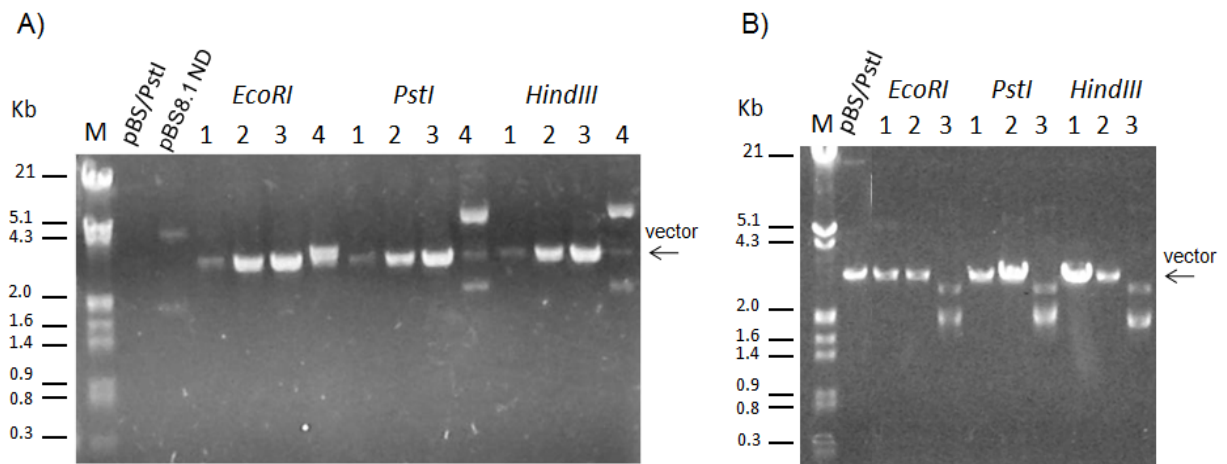 A)
Kb
M
pBS/PstI
pBS8.1 ND
EcoRI
PstI
HindIII
1 2 3 4 1 2 3 4 1 2 3 4
21
5.1
4.3
2.0
1.6
1.4
0.9
0.8
0.3
vector
B)
Kb
M
pBS/PstI
EcoRI
PstI
HindIII
1 2 3 1 2 3 1 2 3
21
5.1
4.3
2.0
1.6
1.4
0.9
0.8
0.3
vector